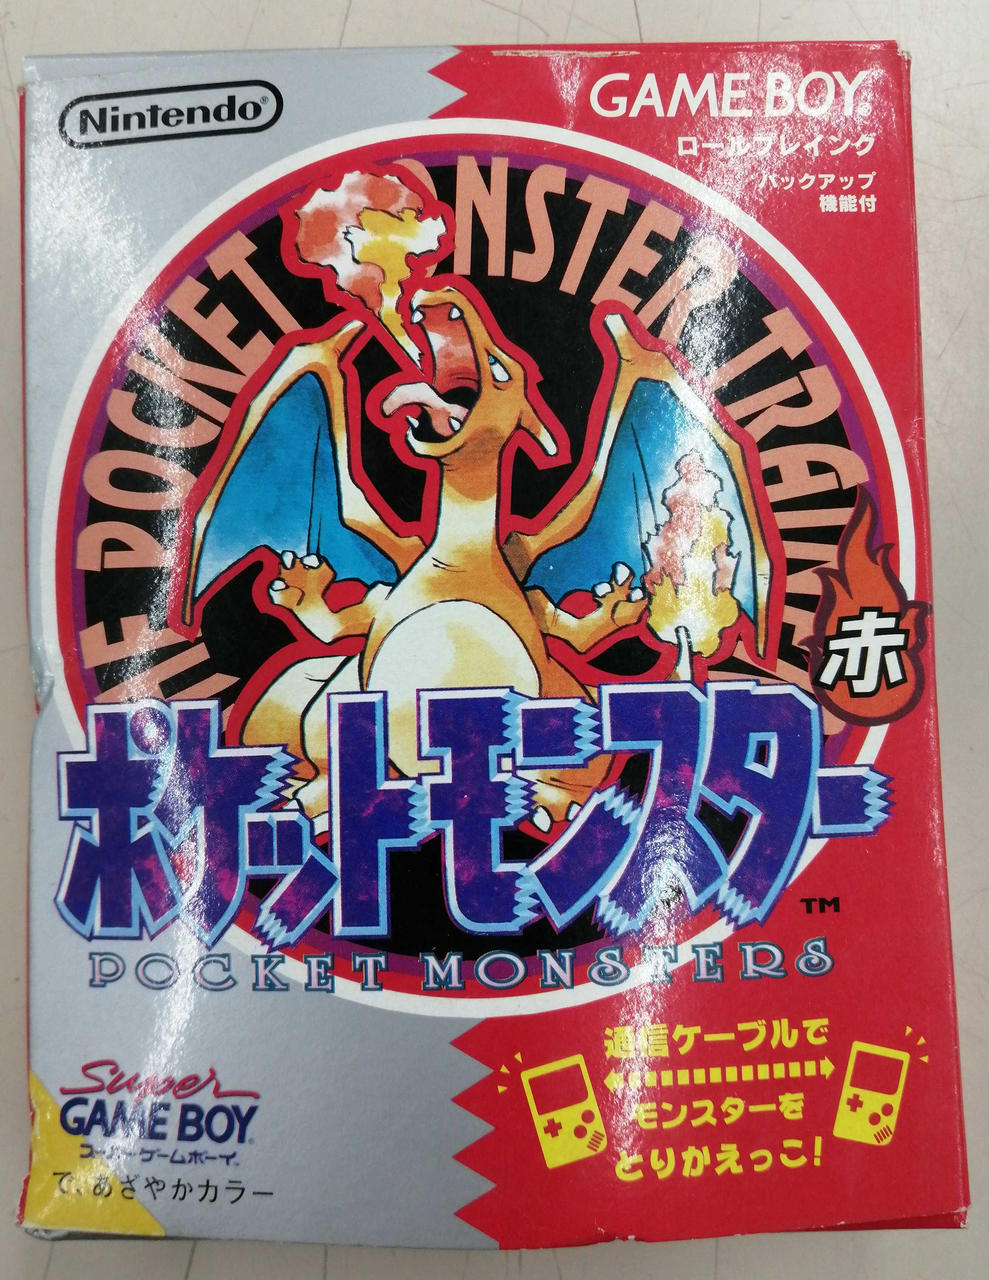 Nintendo®
GAME BOY®
ロールプレイング
バックアップ
機能付
POCKET MONSTER
赤
ポケットモンスター
TM
POCKET MONSTERS
通信ケーブルで
モンスターを
とりかえっこ!
Super
GAME BOY®
スーパーゲームボーイ™
で、あざやかカラー